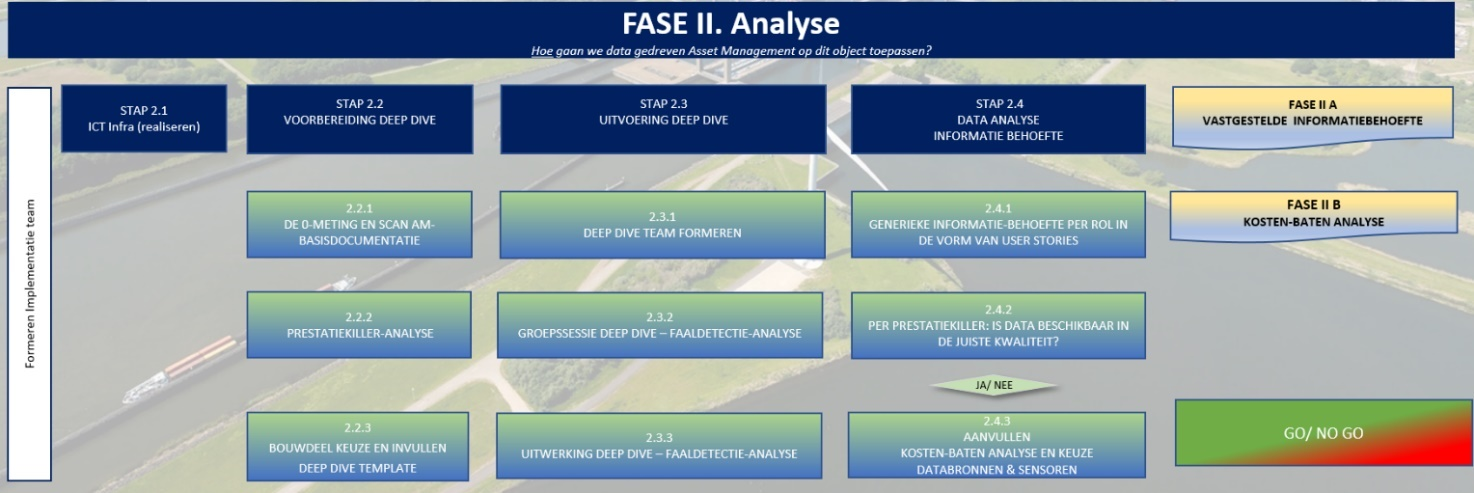 FASE II. Analyse
Hoe gaan we data gedreven Asset Management op dit object toepassen?
Formeren Implementatie team
STAP 2.1
ICT Infra (realiseren)
STAP 2.2
VOORBEREIDING DEEP DIVE
2.2.1
DE 0-METING EN SCAN AM-
BASISDOCUMENTATIE
2.2.2
PRESTATIEKILLER-ANALYSE
2.2.3
BOUWDEEL KEUZE EN INVULLEN
DEEP DIVE TEMPLATE
STAP 2.3
UITVOERING DEEP DIVE
2.3.1
DEEP DIVE TEAM FORMEREN
2.3.2
GROEPSSESSIE DEEP DIVE – FAALDETECTIE-ANALYSE
2.3.3
UITWERKING DEEP DIVE – FAALDETECTIE-ANALYSE
STAP 2.4
DATA ANALYSE
INFORMATIE BEHOEFTE
2.4.1
GENERIEKE INFORMATIE-BEHOEFTE PER ROL IN
DE VORM VAN USER STORIES
2.4.2
PER PRESTATIEKILLER: IS DATA BESCHIKBAAR IN
DE JUISTE KWALITEIT?
JA/ NEE
2.4.3
AANVULLEN
KOSTEN-BATEN ANALYSE EN KEUZE
DATABRONNEN & SENSOREN
FASE II A
VASTGESTELDE INFORMATIEBEHOEFTE
FASE II B
KOSTEN-BATEN ANALYSE
GO/ NO GO